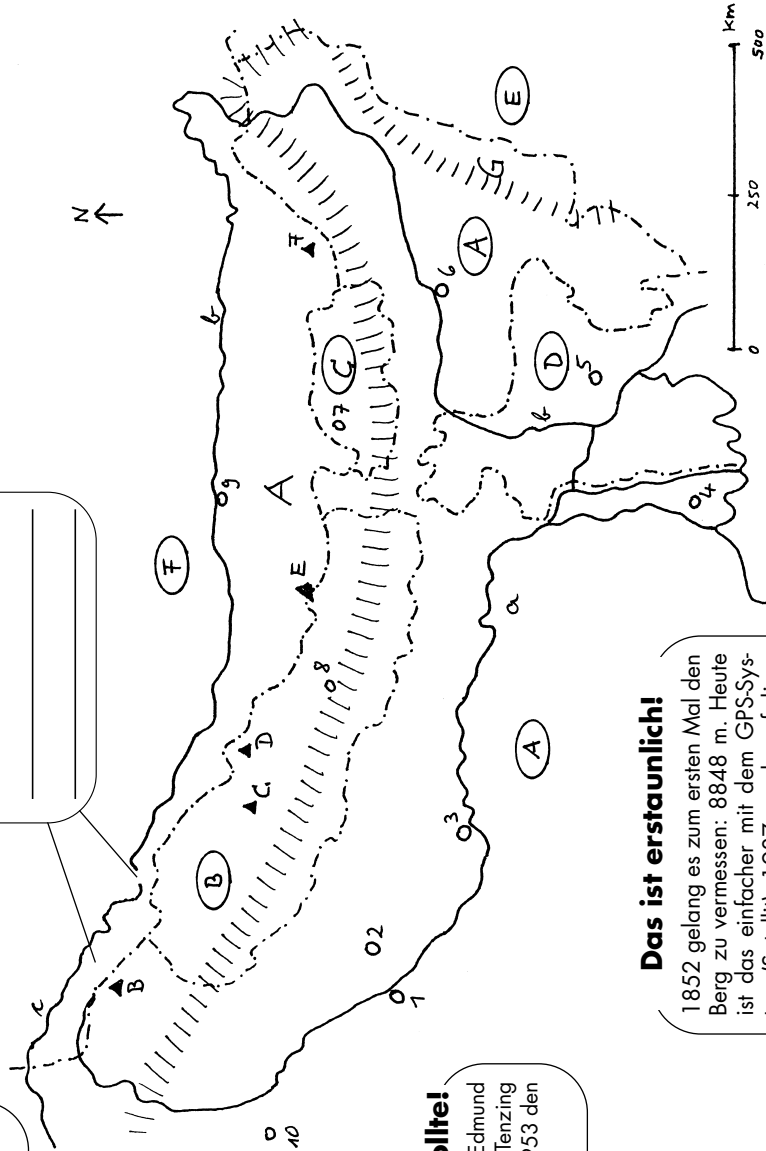 N
F
E
r
F
g
A
C
7
G
A
6
E
D
B
C
D
8
B
5
D
r
4
a
A
3
2
1
10
km
0
250
500
ollte!
Edmund
Tenzing
953 den
Das ist erstaunlich!
1852 gelang es zum ersten Mal den
Berg zu vermessen: 8848 m. Heute
ist das einfacher mit dem GPS-Sys-